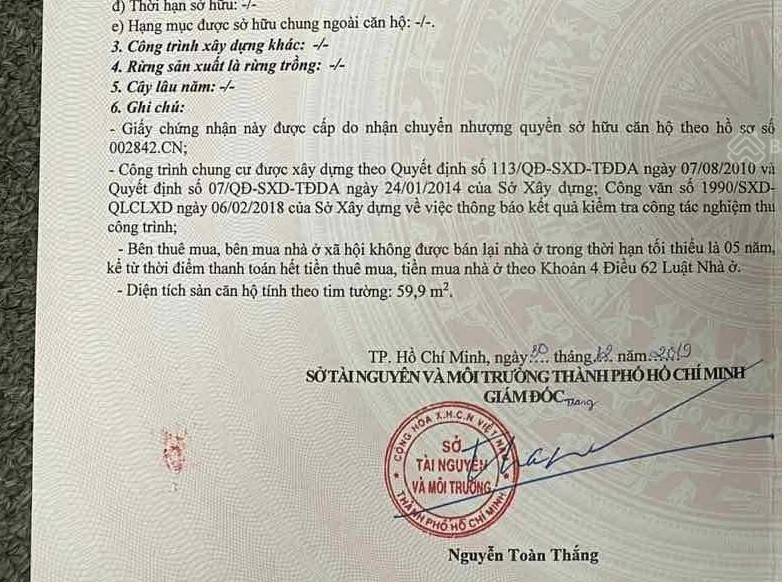 đ) Thời hạn sở hữu: -/-
e) Hạng mục được sở hữu chung ngoài căn hộ: -/-.
3. Công trình xây dựng khác: -/-
4. Rừng sản xuất là rừng trồng: -/-
5. Cây lâu năm: -/-
6. Ghi chú:
- Giấy chứng nhận này được cấp do nhận chuyển nhượng quyền sở hữu căn hộ theo hồ sơ số
002842.CN;
- Công trình chung cư được xây dựng theo Quyết định số 113/QĐ-SXD-TĐDA ngày 07/08/2010 và
Quyết định số 07/QĐ-SXD-TĐDA ngày 24/01/2014 của Sở Xây dựng; Công văn số 1990/SXD-
QLCLXD ngày 06/02/2018 của Sở Xây dựng về việc thông báo kết quả kiểm tra công tác nghiệm thu
công trình;
- Bên thuê mua, bên mua nhà ở xã hội không được bán lại nhà ở trong thời hạn tối thiểu là 05 năm,
kể từ thời điểm thanh toán hết tiền thuê mua, tiền mua nhà ở theo Khoản 4 Điều 62 Luật Nhà ở.
- Diện tích sàn căn hộ tính theo tim tường: 59,9 m².
TP. Hồ Chí Minh, ngày tháng năm 2019
SỞ TÀI NGUYÊN VÀ MÔI TRƯỜNG THÀNH PHỐ HỒ CHÍ MINH
GIÁM ĐỐC
CỘNG HÒA X.H.C.N VIỆT NAM
SỞ
TÀI NGUYÊN
VÀ MÔI TRƯỜNG
THÀNH PHỐ HỒ CHÍ MINH
Nguyễn Toàn Thắng